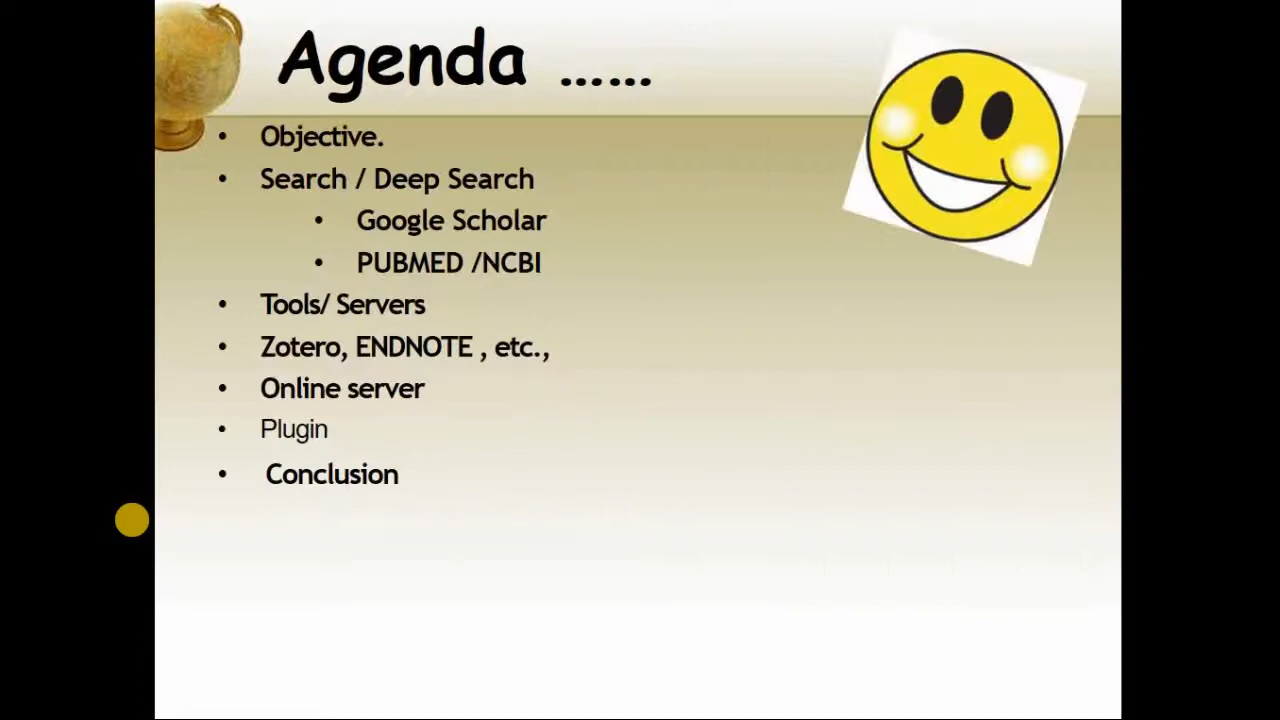 Agenda ......
• Objective.
• Search / Deep Search
• Google Scholar
• PUBMED /NCBI
• Tools/ Servers
• Zotero, ENDNOTE , etc.,
• Online server
• Plugin
• Conclusion